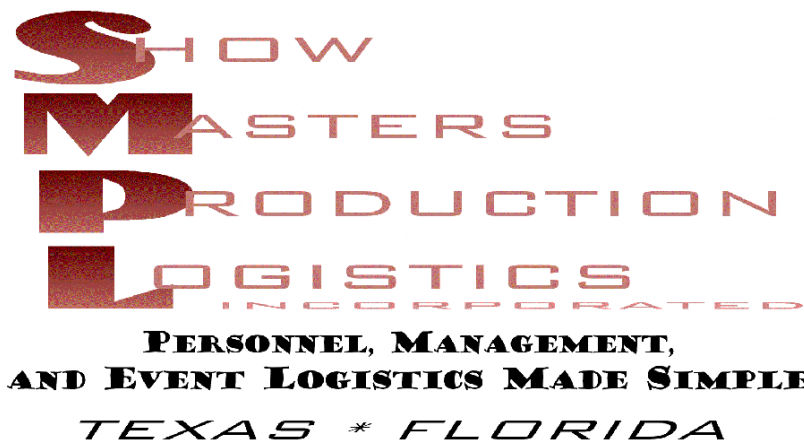 Show
Masters
Production
Logistics
Incorporated
Personnel, Management,
and Event Logistics Made Simple
TEXAS * FLORIDA